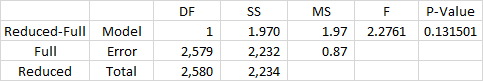 DF SS MS F P-Value
Reduced-Full Model 1 1.970 1.97 2.2761 0.131501
Full Error 2,579 2,232 0.87
Reduced Total 2,580 2,234